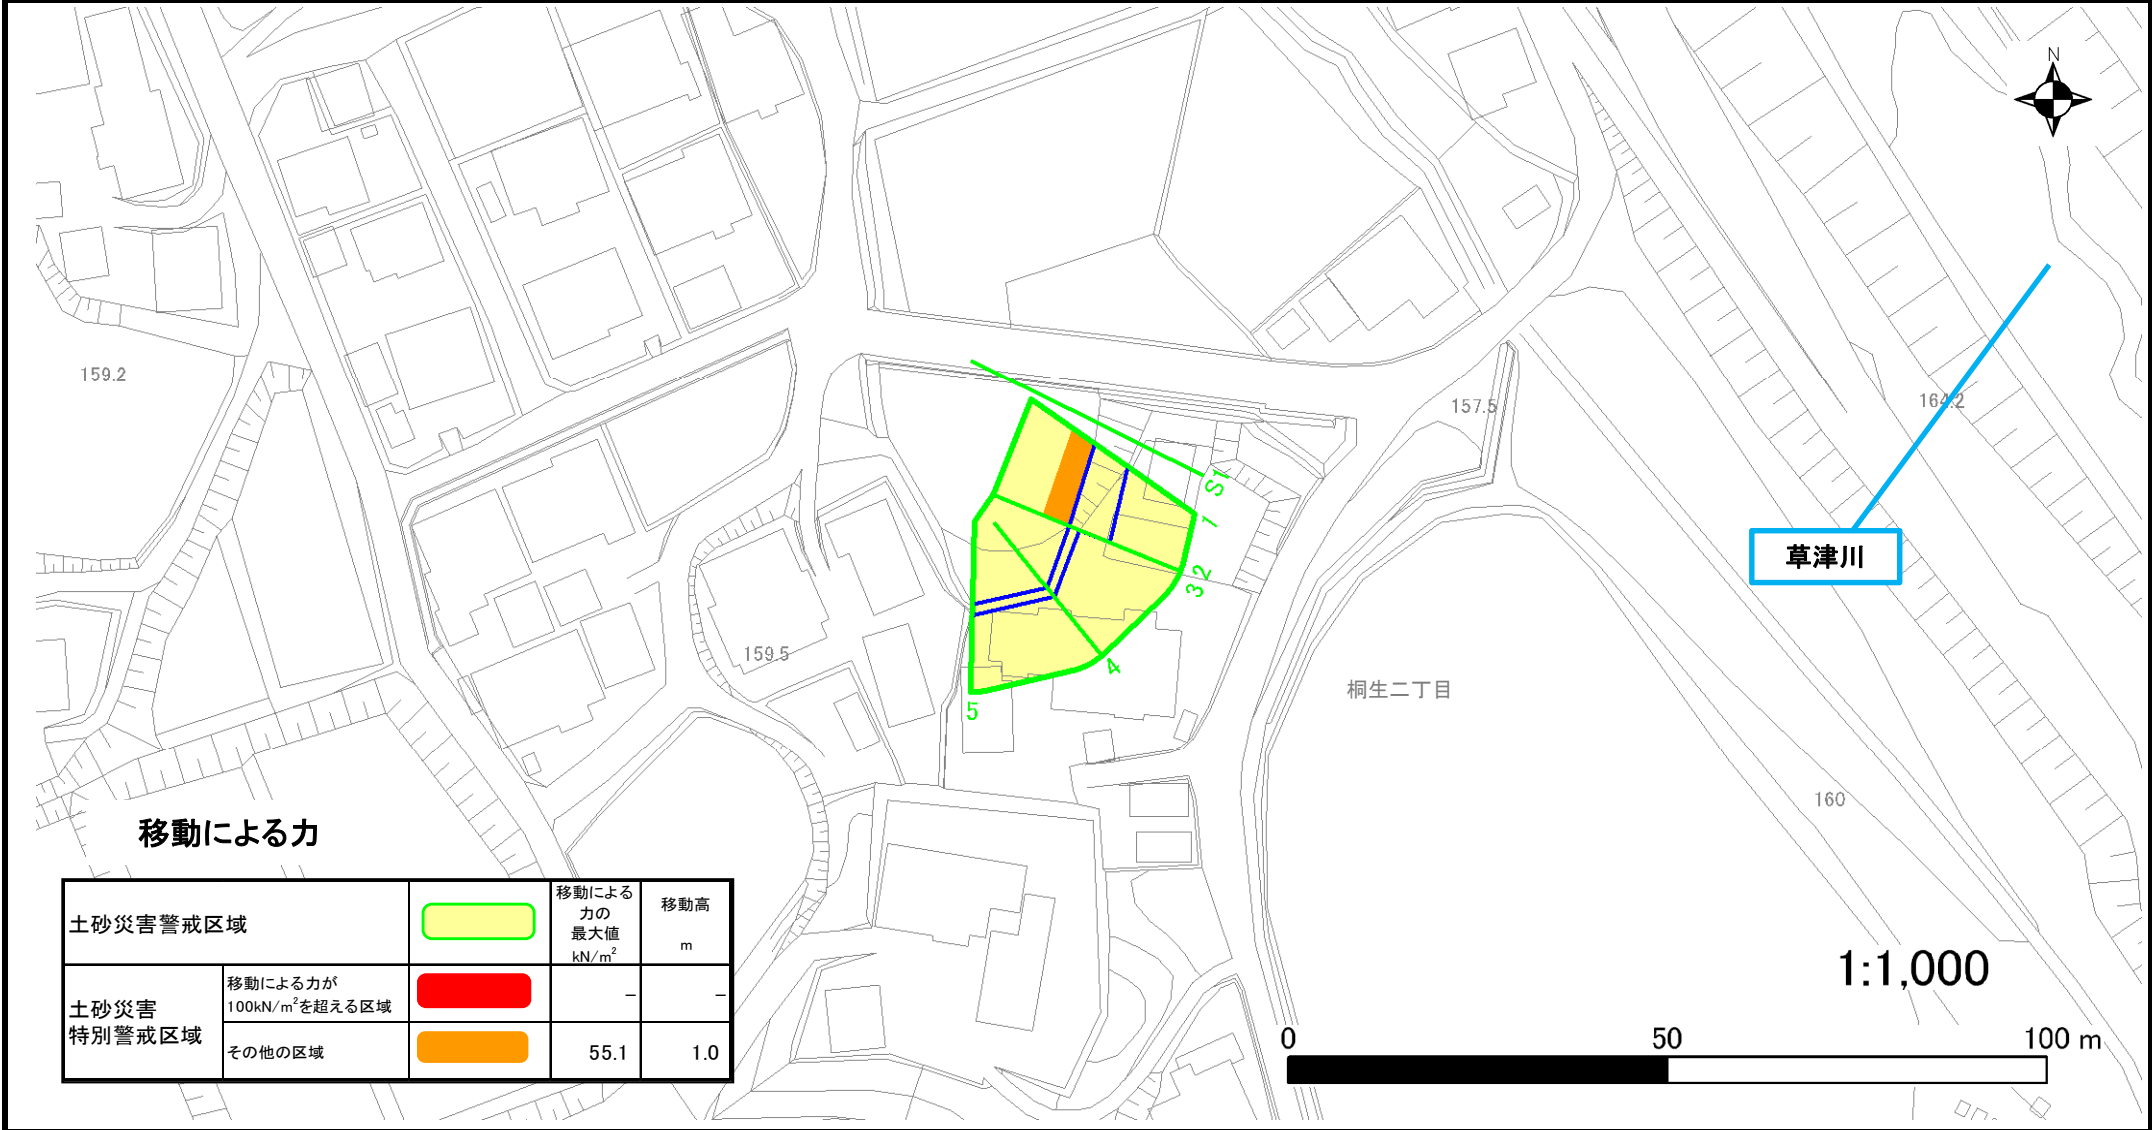 N
159.2
157.5
164.2
S1
1
2
3
4
5
草津川
159.5
桐生二丁目
160
移動による力
土砂災害警戒区域
移動による
力の
最大値
kN/m²
移動高
m
土砂災害
特別警戒区域
移動による力が
100kN/m²を超える区域
–
–
その他の区域
55.1
1.0
1:1,000
0
50
100 m